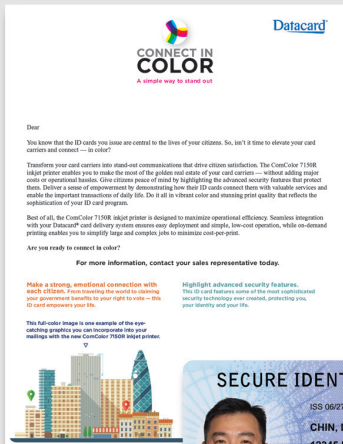 Datacard®
CONNECT IN
COLOR
A simple way to stand out
Dear
You know that the ID cards you issue are central to the lives of your citizens. So, isn't it time to elevate your card
carriers and connect — in color?
Transform your card carriers into stand-out communications that drive citizen satisfaction. The ComColor 7150R
inkjet printer enables you to make the most of the golden real estate of your card carriers — without adding major
costs or operational hassles. Give citizens peace of mind by highlighting the advanced security features that protect
them. Deliver a sense of empowerment by demonstrating how their ID cards connect them with valuable services and
enable the important transactions of daily life. Do it all in vibrant color and stunning print quality that reflects the
sophistication of your ID card program.
Best of all, the ComColor 7150R inkjet printer is designed to maximize operational efficiency. Seamless integration
with your Datacard® card delivery system ensures easy deployment and simple, low-cost operation, while on-demand
printing enables you to simplify large and complex jobs to minimize cost-per-print.
Are you ready to connect in color?
For more information, contact your sales representative today.
Make a strong, emotional connection with
each citizen. From traveling the world to claiming
your government benefits to your right to vote — this
ID card empowers your life.
Highlight advanced security features.
This ID card features some of the most sophisticated
security technology ever created, protecting you,
your identity and your life.
This full-color image is one example of the eye-
catching graphics you can incorporate into your
mailings with the new ComColor 7150R inkjet printer.
SECURE IDENT
ISS 06/27
CHIN,